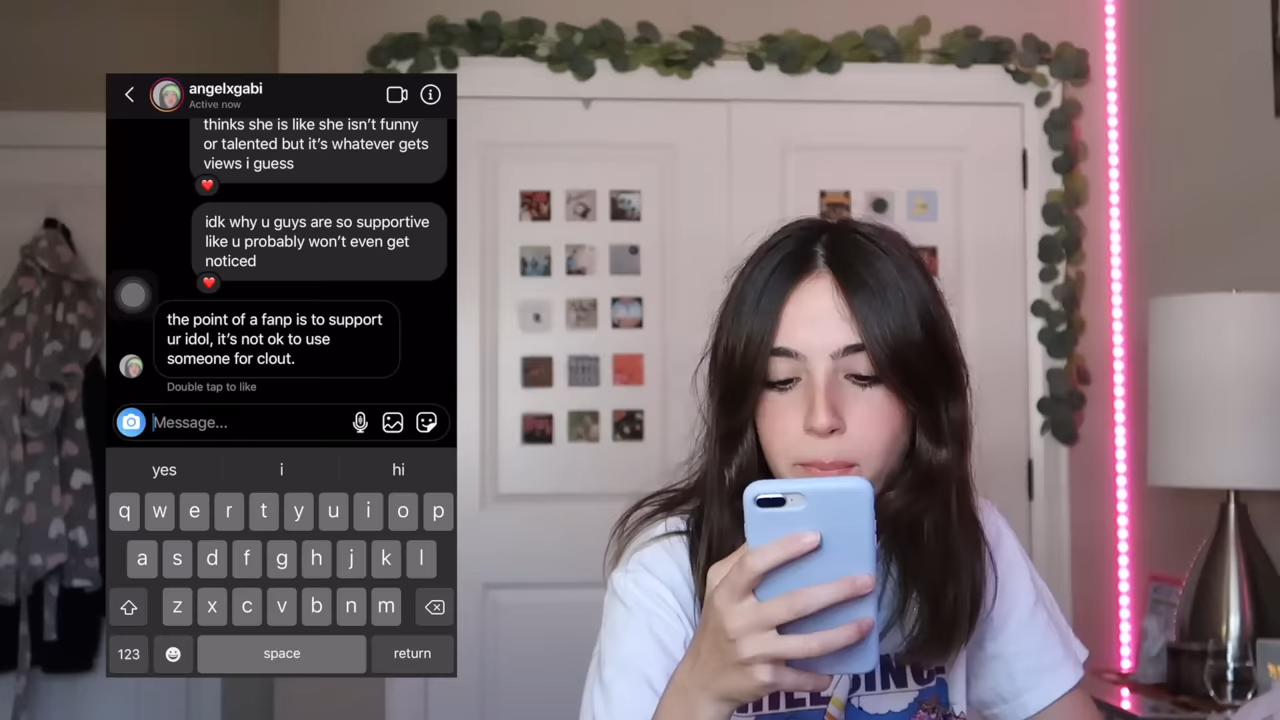 angelxgabi
Active now
thinks she is like she isn't funny
or talented but it's whatever gets
views i guess
idk why u guys are so supportive
like u probably won't even get
noticed
the point of a fanp is to support
ur idol, it's not ok to use
someone for clout.
Double tap to like
Message...
yes i hi
q w e r t y u i o p
a s d f g h j k l
z x c v b n m
123 space return